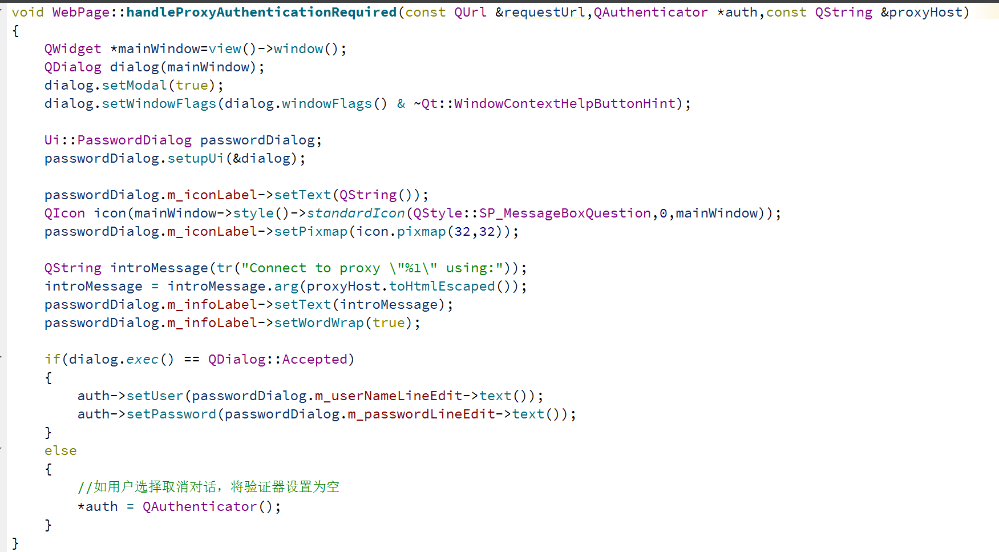 void WebPage::handleProxyAuthenticationRequired(const QUrl &requestUrl,QAuthenticator *auth,const QString &proxyHost)
{
    QWidget *mainWindow=view()->window();
    QDialog dialog(mainWindow);
    dialog.setModal(true);
    dialog.setWindowFlags(dialog.windowFlags() & ~Qt::WindowContextHelpButtonHint);

    Ui::PasswordDialog passwordDialog;
    passwordDialog.setupUi(&dialog);

    passwordDialog.m_iconLabel->setText(QString());
    QIcon icon(mainWindow->style()->standardIcon(QStyle::SP_MessageBoxQuestion,0,mainWindow));
    passwordDialog.m_iconLabel->setPixmap(icon.pixmap(32,32));

    QString introMessage(tr("Connect to proxy \"%1\" using:"));
    introMessage = introMessage.arg(proxyHost.toHtmlEscaped());
    passwordDialog.m_infoLabel->setText(introMessage);
    passwordDialog.m_infoLabel->setWordWrap(true);

    if(dialog.exec() == QDialog::Accepted)
    {
        auth->setUser(passwordDialog.m_userNameLineEdit->text());
        auth->setPassword(passwordDialog.m_passwordLineEdit->text());
    }
    else
    {
        //如用户选择取消对话，将验证器设置为空
        *auth = QAuthenticator();
    }
}